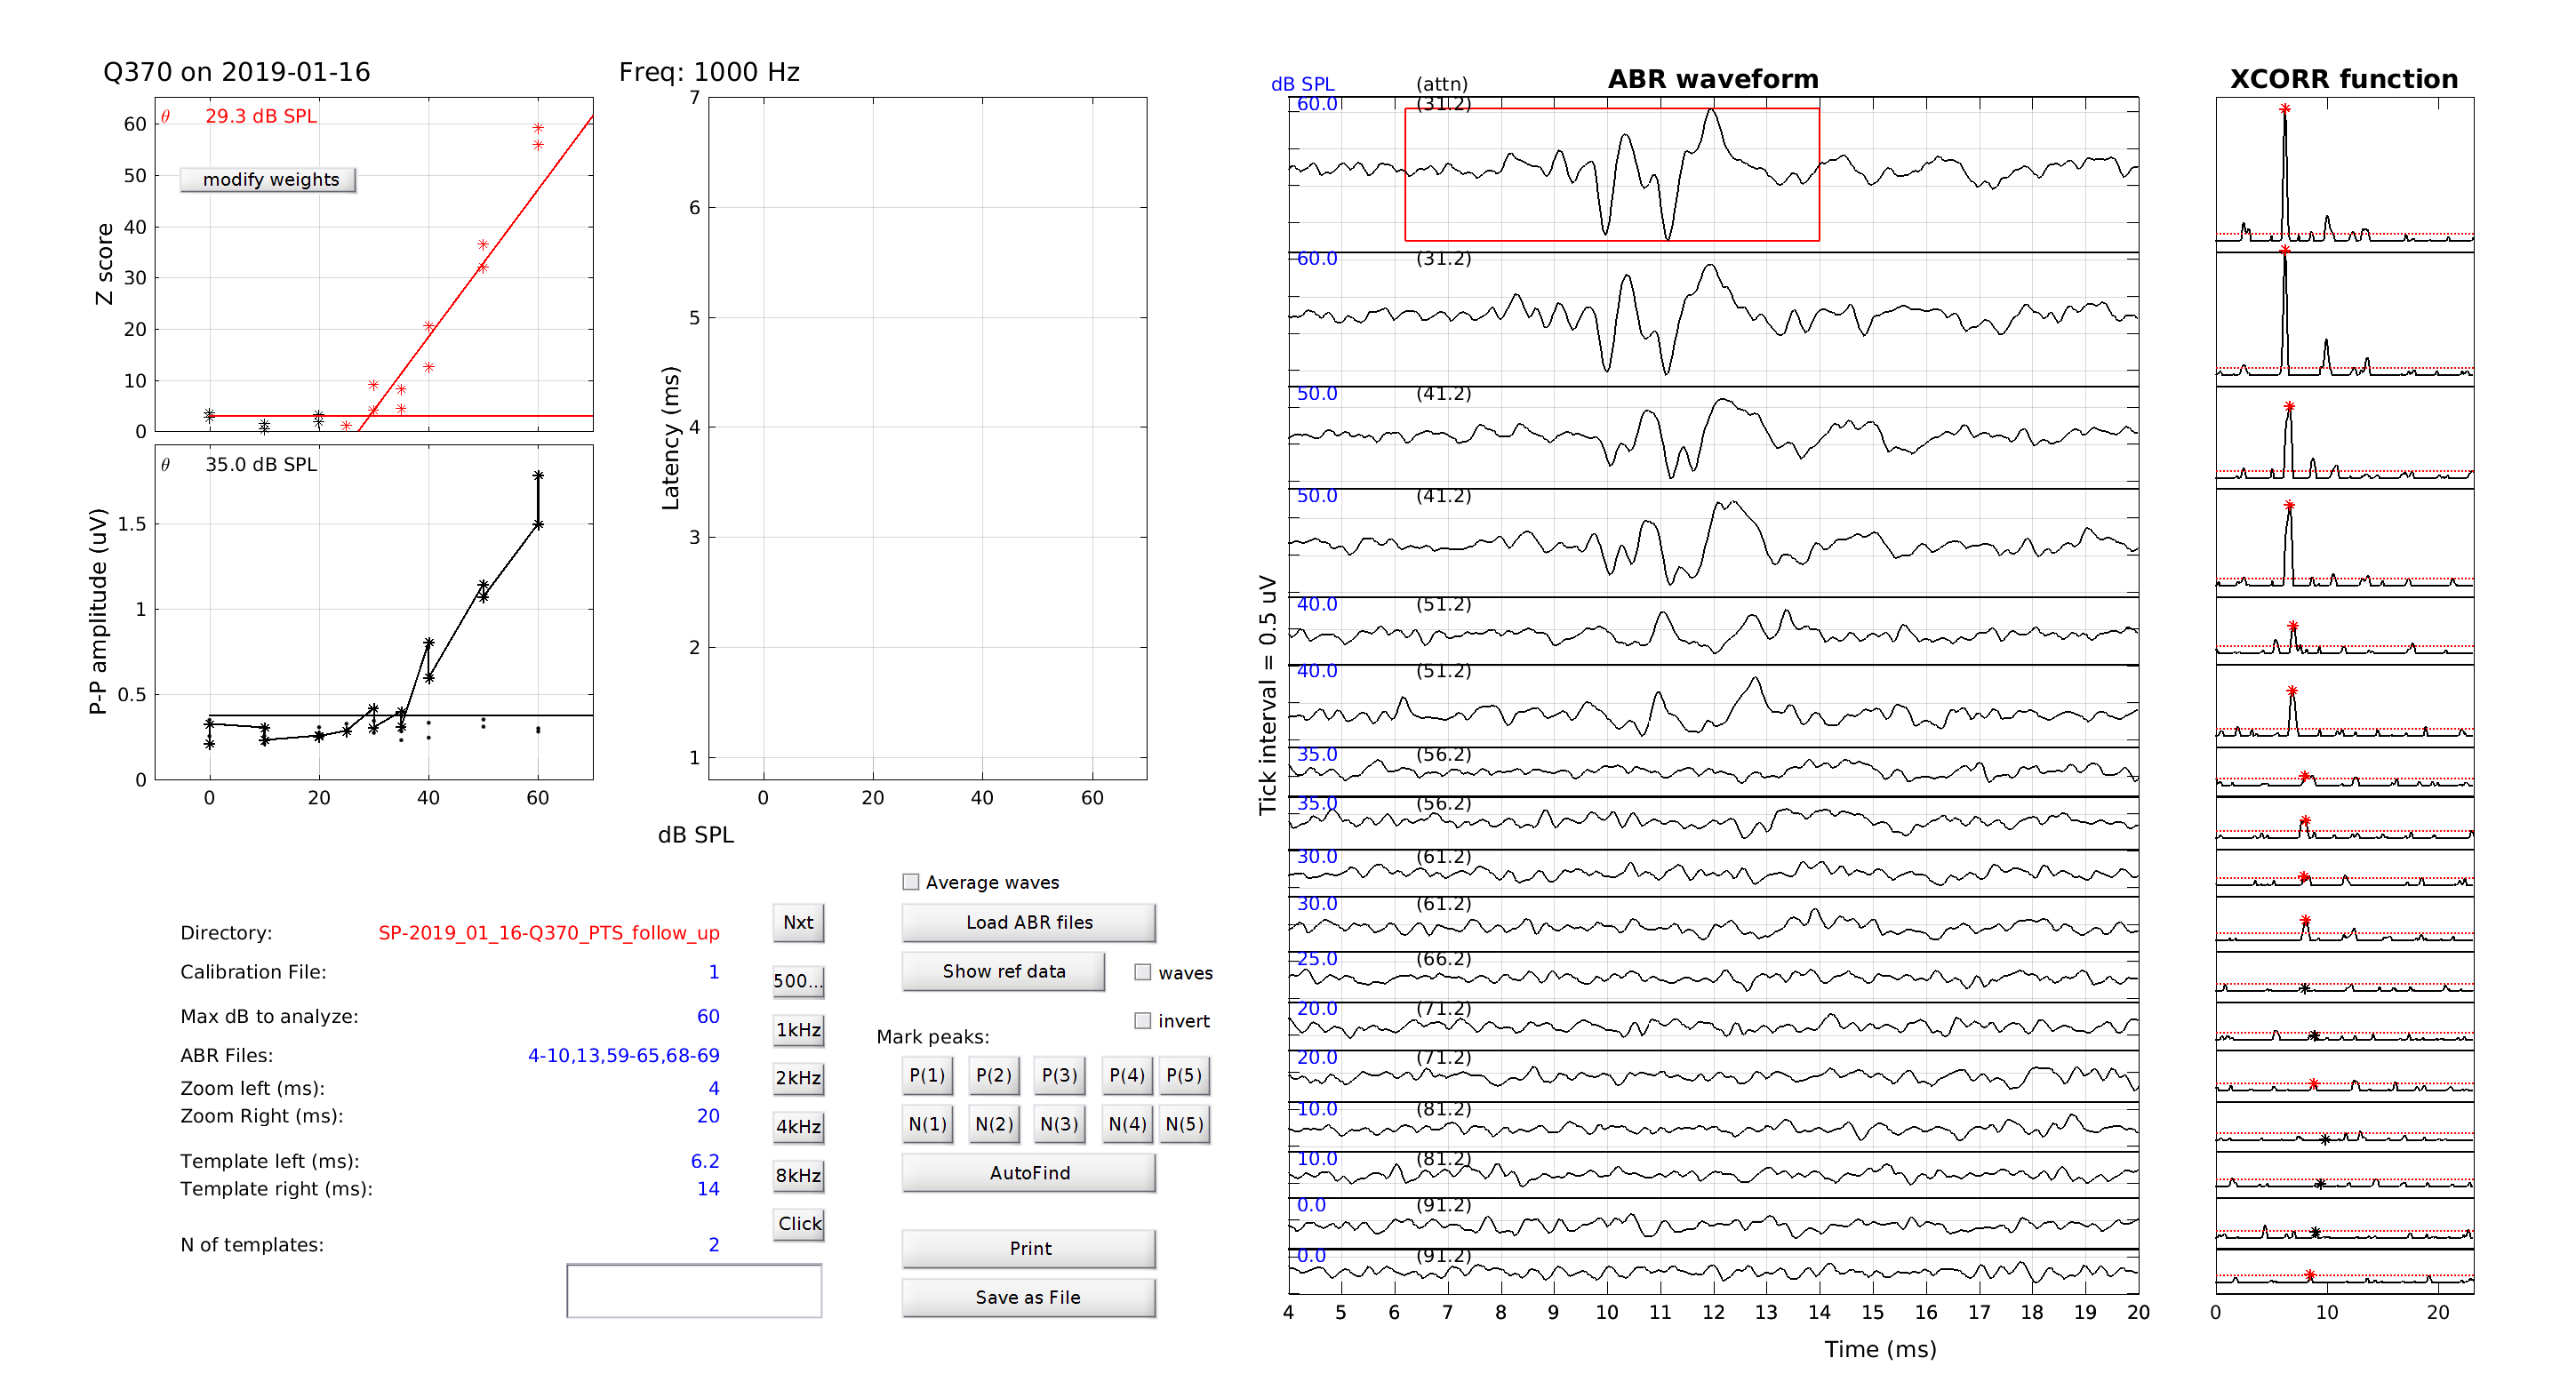 Q370 on 2019-01-16
Freq: 1000 Hz
θ 29.3 dB SPL
modify weights
Z score
60
50
40
30
20
10
0
θ 35.0 dB SPL
P-P amplitude (uV)
1.5
1
0.5
0
0 20 40 60
Latency (ms)
7
6
5
4
3
2
1
0 20 40 60
dB SPL
Directory: SP-2019_01_16-Q370_PTS_follow_up
Calibration File: 1
Max dB to analyze: 60
ABR Files: 4-10,13,59-65,68-69
Zoom left (ms): 4
Zoom Right (ms): 20
Template left (ms): 6.2
Template right (ms): 14
N of templates: 2
Nxt
500...
1kHz
2kHz
4kHz
8kHz
Click
Average waves
Load ABR files
Show ref data
waves
invert
Mark peaks:
P(1) P(2) P(3) P(4) P(5)
N(1) N(2) N(3) N(4) N(5)
AutoFind
Print
Save as File
dB SPL (attn) ABR waveform
60.0 (31.2)
60.0 (31.2)
50.0 (41.2)
50.0 (41.2)
40.0 (51.2)
40.0 (51.2)
35.0 (56.2)
35.0 (56.2)
30.0 (61.2)
30.0 (61.2)
25.0 (66.2)
20.0 (71.2)
20.0 (71.2)
10.0 (81.2)
10.0 (81.2)
0.0 (91.2)
0.0 (91.2)
Tick interval = 0.5 uV
4 5 6 7 8 9 10 11 12 13 14 15 16 17 18 19 20
Time (ms)
XCORR function
0 10 20